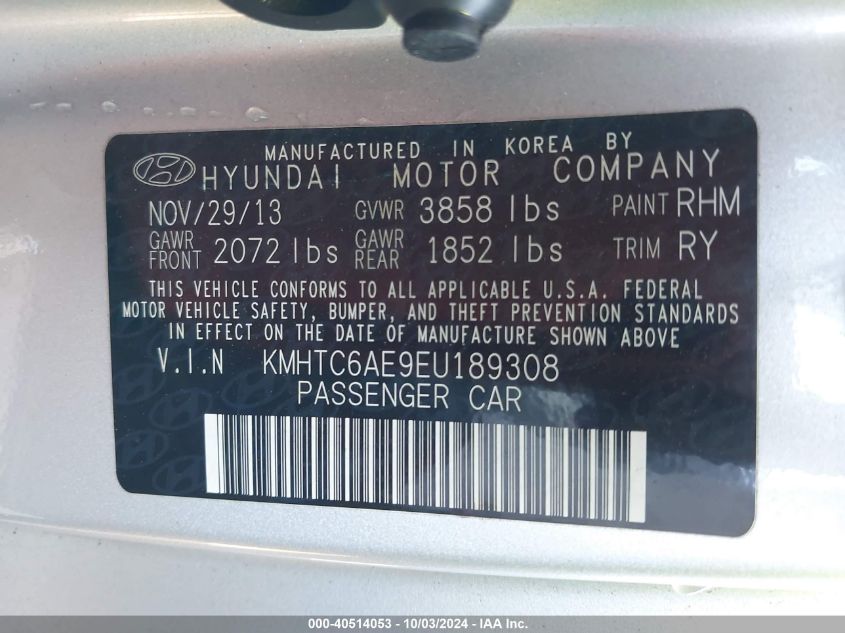 MANUFACTURED IN KOREA BY
HYUNDAI MOTOR COMPANY
NOV/29/13 GVWR 3858 lbs PAINT RHM
GAWR FRONT 2072 lbs GAWR REAR 1852 lbs TRIM RY
THIS VEHICLE CONFORMS TO ALL APPLICABLE U.S.A. FEDERAL
MOTOR VEHICLE SAFETY, BUMPER, AND THEFT PREVENTION STANDARDS
IN EFFECT ON THE DATE OF MANUFACTURE SHOWN ABOVE
V.I.N KMHTC6AE9EU189308
PASSENGER CAR
000-40514053 - 10/03/2024 - IAA Inc.